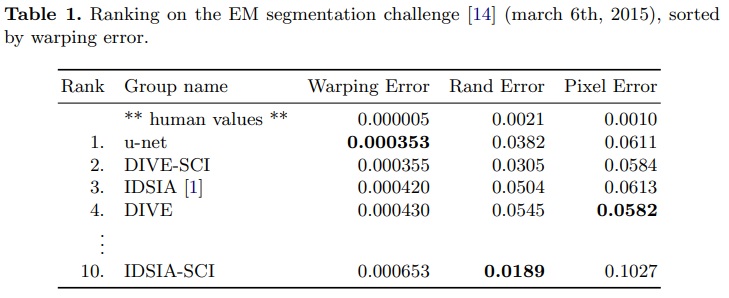 Table 1. Ranking on the EM segmentation challenge [14] (march 6th, 2015), sorted
by warping error.
Rank Group name Warping Error Rand Error Pixel Error
** human values ** 0.000005 0.0021 0.0010
1. u-net 0.000353 0.0382 0.0611
2. DIVE-SCI 0.000355 0.0305 0.0584
3. IDSIA [1] 0.000420 0.0504 0.0613
4. DIVE 0.000430 0.0545 0.0582
⋮
10. IDSIA-SCI 0.000653 0.0189 0.1027